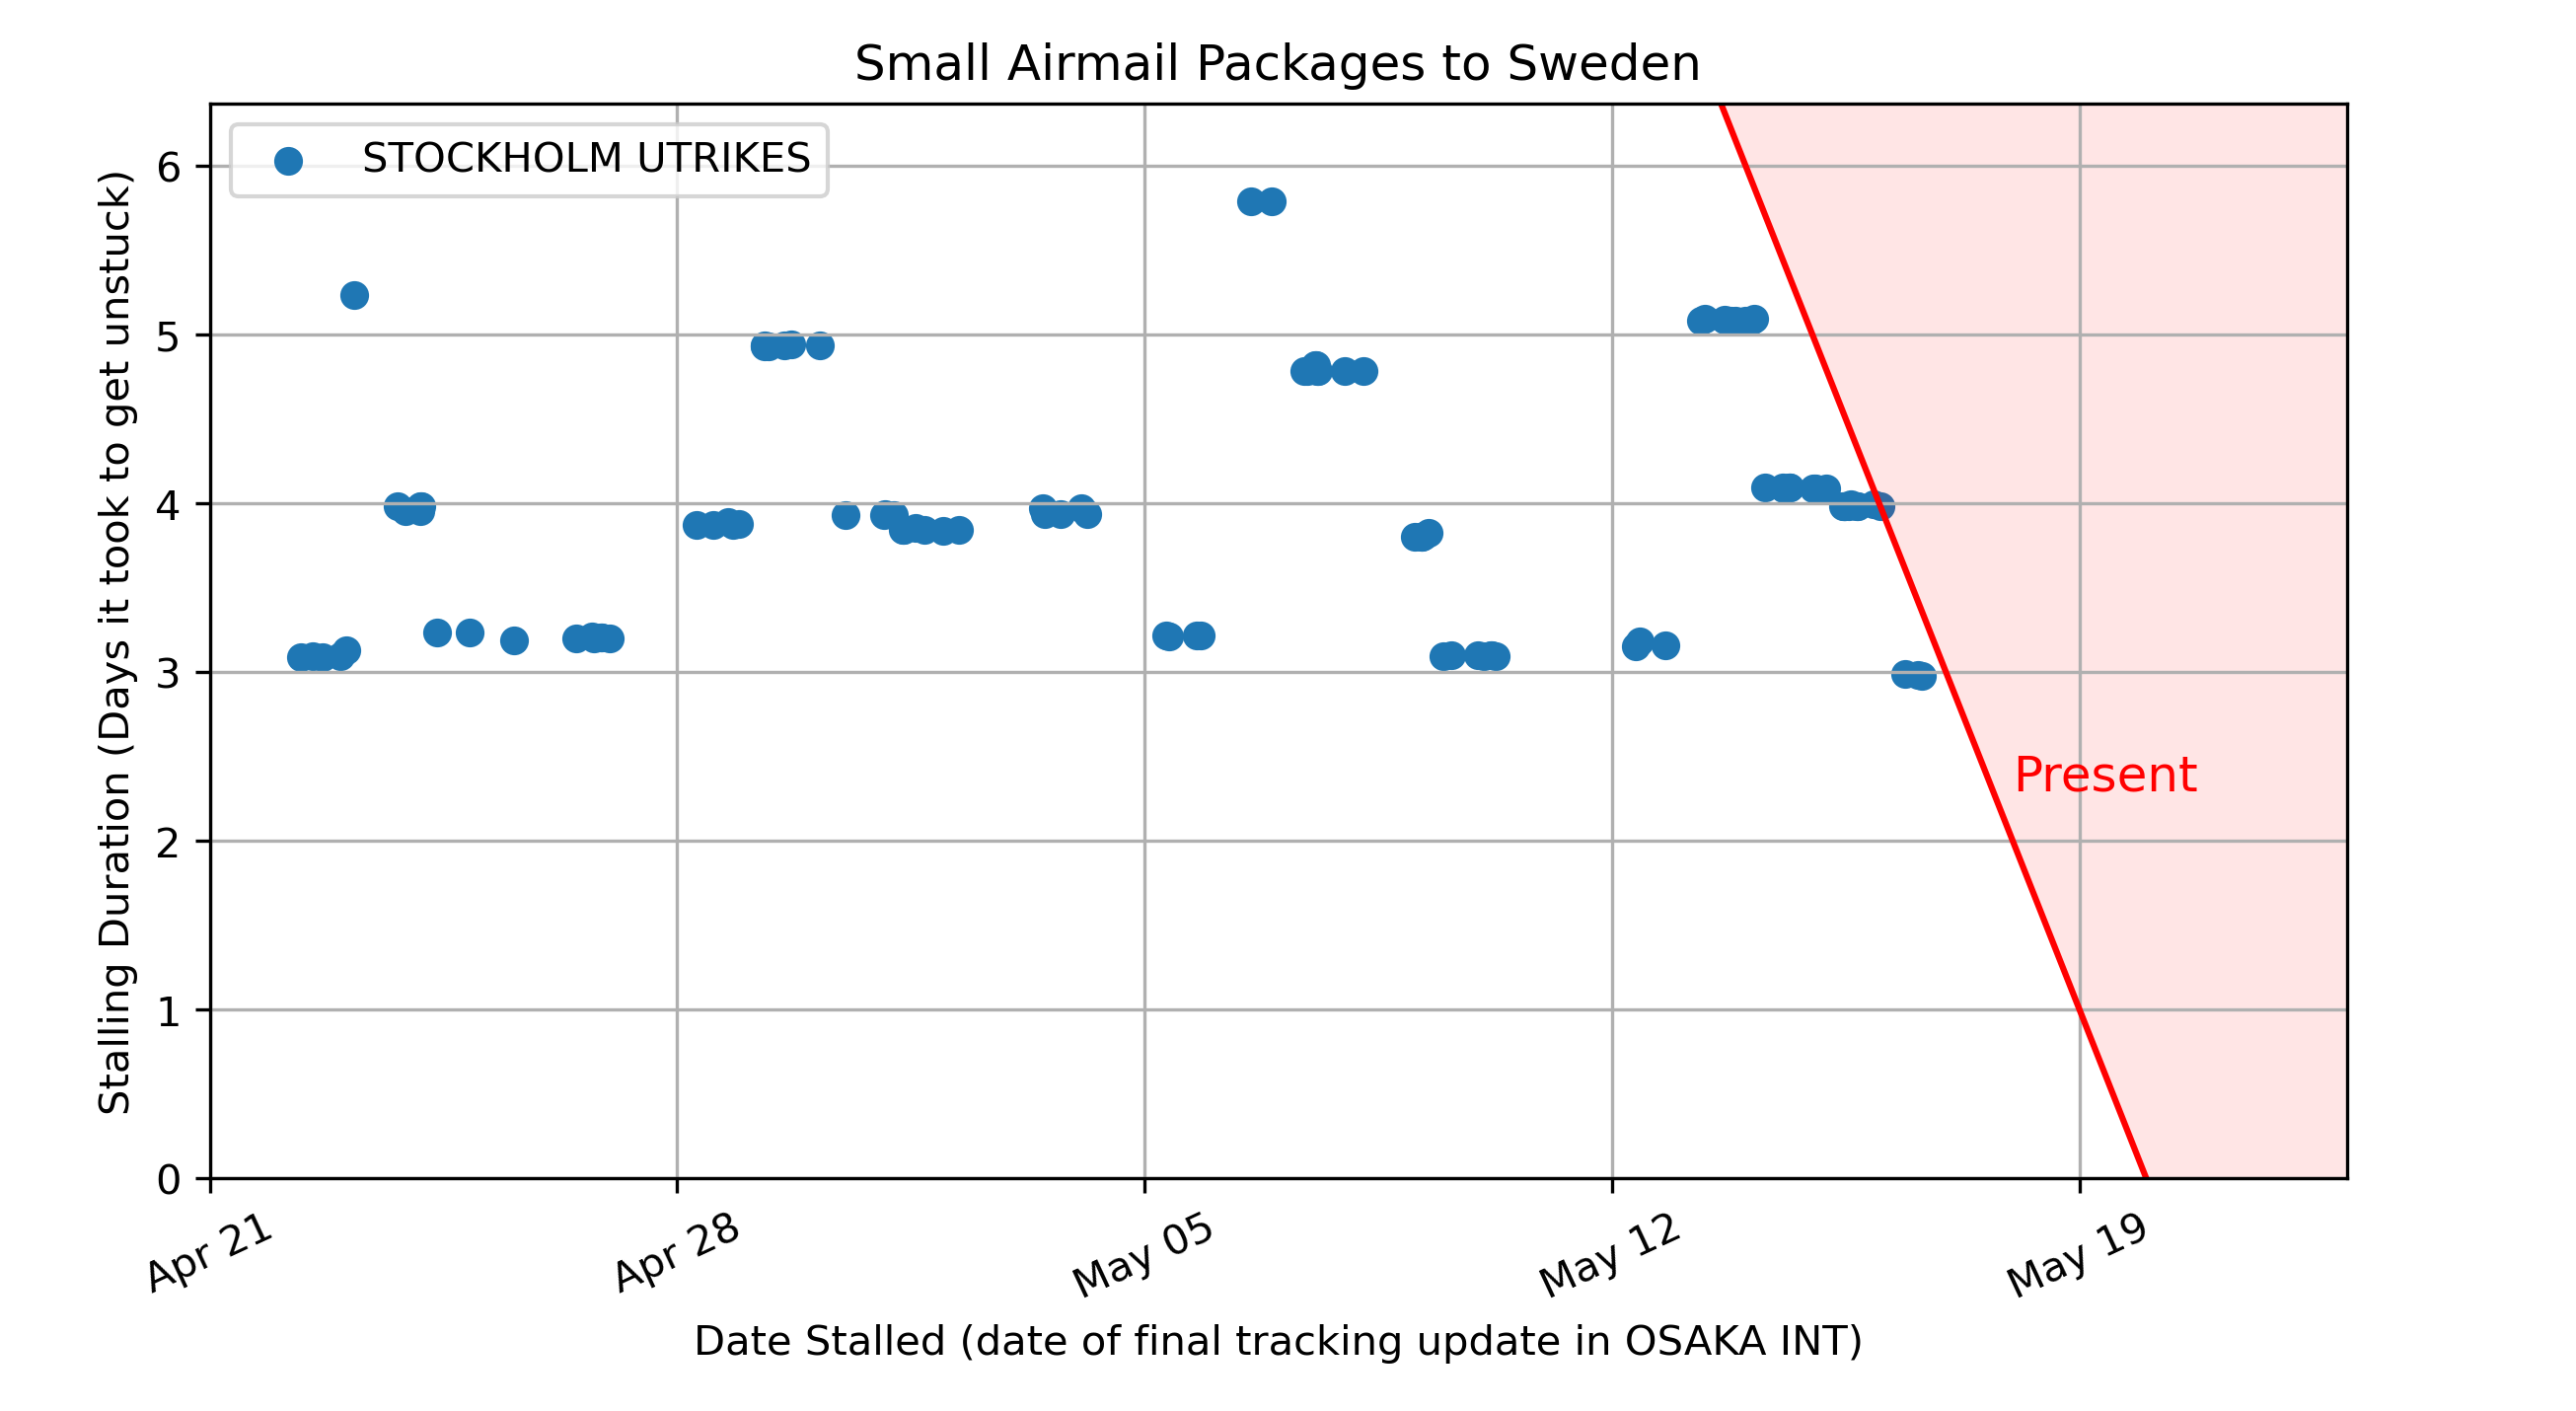 Small Airmail Packages to Sweden
STOCKHOLM UTRIKES
Stalling Duration (Days it took to get unstuck)
6
5
4
3
2
1
0
Present
Apr 21
Apr 28
May 05
May 12
May 19
Date Stalled (date of final tracking update in OSAKA INT)